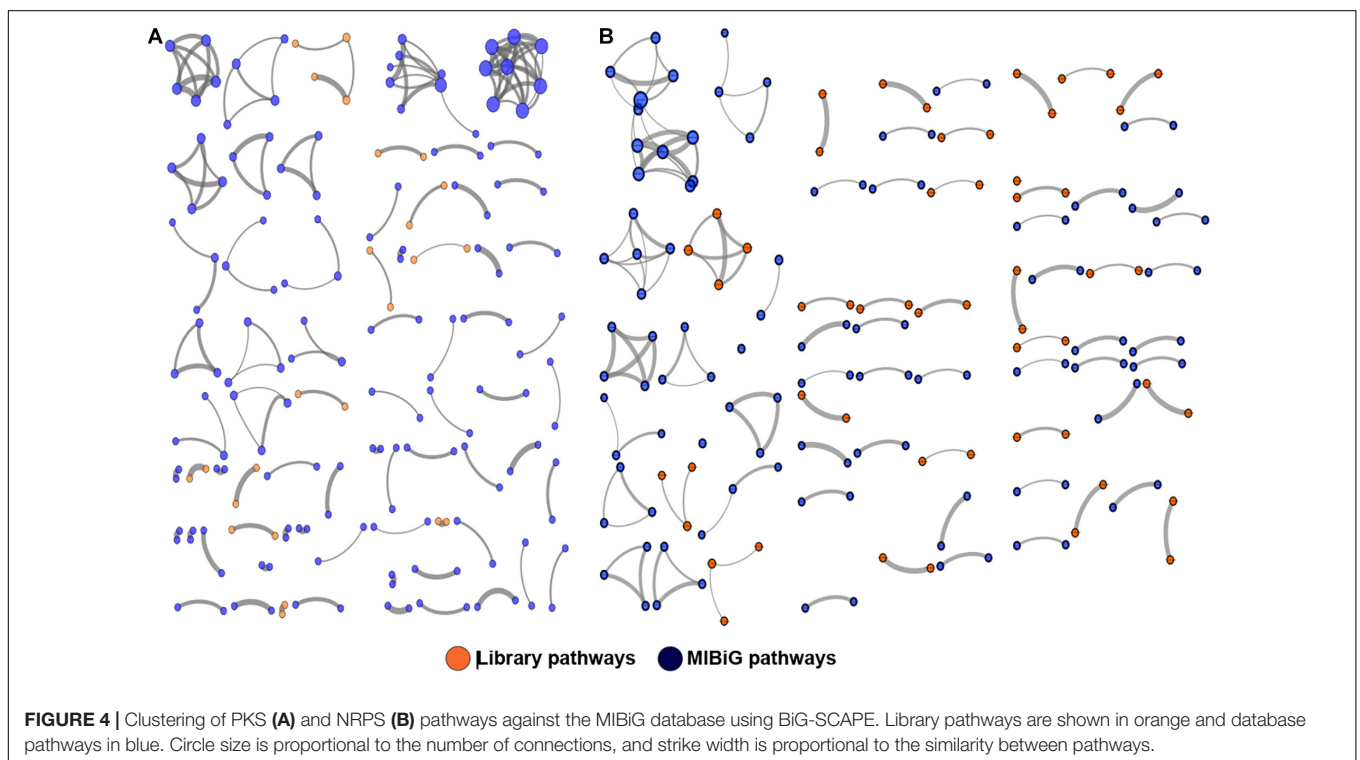 A
B
Library pathways
MIBiG pathways
FIGURE 4 | Clustering of PKS (A) and NRPS (B) pathways against the MIBiG database using BiG-SCAPE. Library pathways are shown in orange and database
pathways in blue. Circle size is proportional to the number of connections, and strike width is proportional to the similarity between pathways.